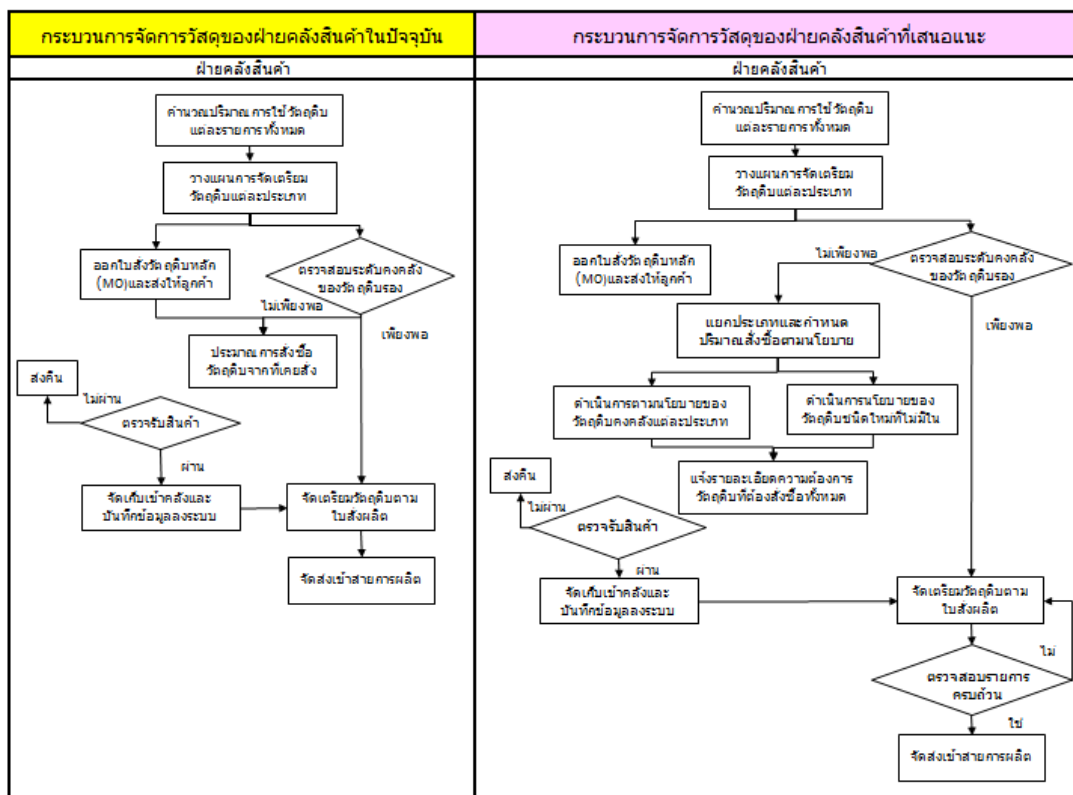 กระบวนการจัดการวัสดุของฝ่ายคลังสินค้าในปัจจุบัน
ฝ่ายคลังสินค้า
คำนวณปริมาณการใช้วัตถุดิบ
แต่ละรายการทั้งหมด
วางแผนการจัดเตรียม
วัตถุดิบแต่ละประเภท
ออกใบสั่งวัตถุดิบหลัก
(MO)และส่งให้ลูกค้า
ตรวจสอบระดับคงคลัง
ของวัตถุดิบรอง
ไม่เพียงพอ
เพียงพอ
ประมาณการสั่งซื้อ
วัตถุดิบจากที่เคยสั่ง
ส่งคืน
ไม่ผ่าน
ตรวจรับสินค้า
ผ่าน
จัดเก็บเข้าคลังและ
บันทึกข้อมูลลงระบบ
จัดเตรียมวัตถุดิบตาม
ใบสั่งผลิต
จัดส่งเข้าสายการผลิต
กระบวนการจัดการวัสดุของฝ่ายคลังสินค้าที่เสนอแนะ
ฝ่ายคลังสินค้า
คำนวณปริมาณการใช้วัตถุดิบ
แต่ละรายการทั้งหมด
วางแผนการจัดเตรียม
วัตถุดิบแต่ละประเภท
ออกใบสั่งวัตถุดิบหลัก
(MO)และส่งให้ลูกค้า
ไม่เพียงพอ
ตรวจสอบระดับคงคลัง
ของวัตถุดิบรอง
เพียงพอ
แยกประเภทและกำหนด
ปริมาณสั่งซื้อตามนโยบาย
ดำเนินการตามนโยบายของ
วัตถุดิบคงคลังแต่ละประเภท
ดำเนินการนโยบายของ
วัตถุดิบชนิดใหม่ที่ไม่มีใน
แจ้งรายละเอียดความต้องการ
วัตถุดิบที่ต้องสั่งซื้อทั้งหมด
ส่งคืน
ไม่ผ่าน
ตรวจรับสินค้า
ผ่าน
จัดเก็บเข้าคลังและ
บันทึกข้อมูลลงระบบ
จัดเตรียมวัตถุดิบตาม
ใบสั่งผลิต
ไม่
ตรวจสอบรายการ
ครบถ้วน
ใช่
จัดส่งเข้าสายการผลิต